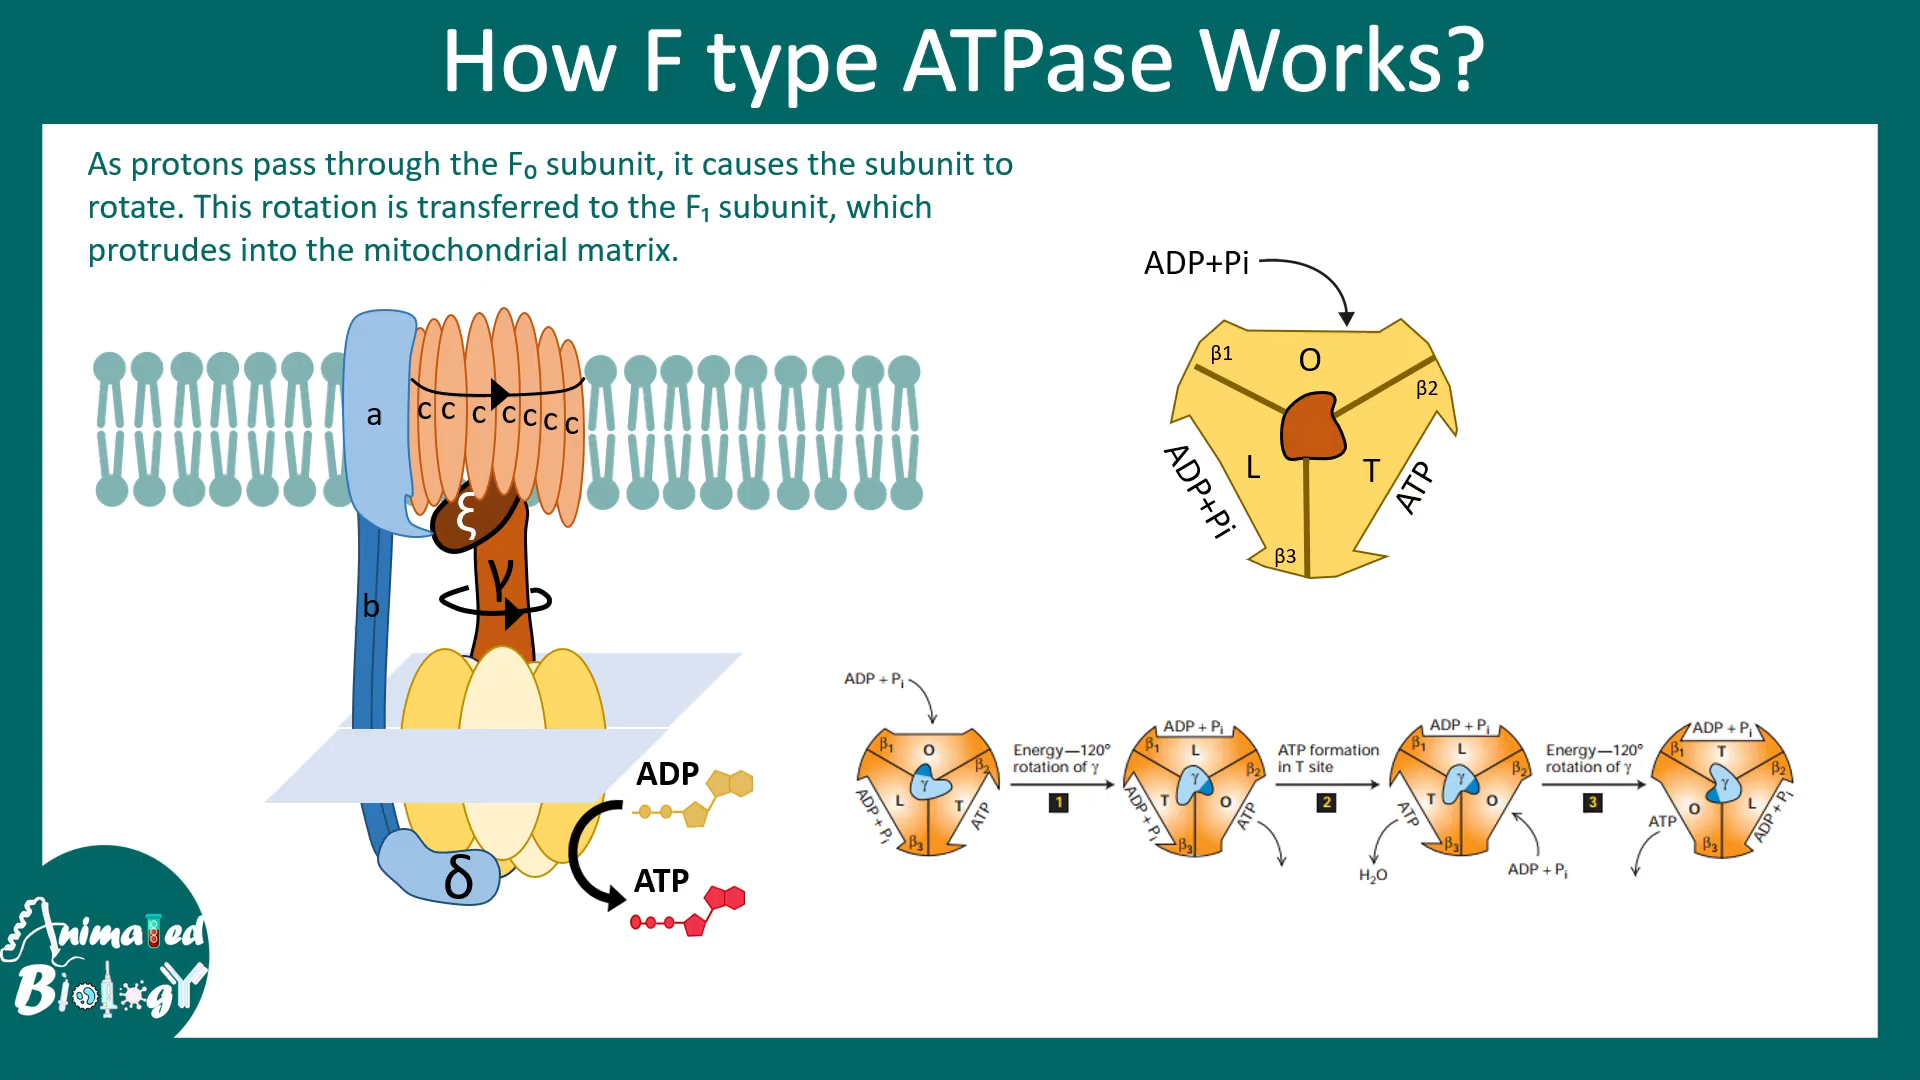 How F type ATPase Works?
As protons pass through the F₀ subunit, it causes the subunit to
rotate. This rotation is transferred to the F₁ subunit, which
protrudes into the mitochondrial matrix.
a
c c c c c c c
ξ
γ
b
δ
ADP
ATP
ADP+Pi
β1
O
β2
L
T
ADP+Pi
ATP
β3
ADP + Pi
β1
O
β2
L
T
γ
ADP + Pi
ATP
β3
Energy—120°
rotation of γ
1
ADP + Pi
β1
L
β2
γ
T
O
ADP + Pi
ATP
β3
ATP formation
in T site
2
ADP + Pi
β1
L
β2
γ
T
O
ATP
β3
H₂O
ADP + Pi
Energy—120°
rotation of γ
3
ADP + Pi
β1
T
β2
γ
O
L
ATP
ADP + Pi
β3
Animated
Biology